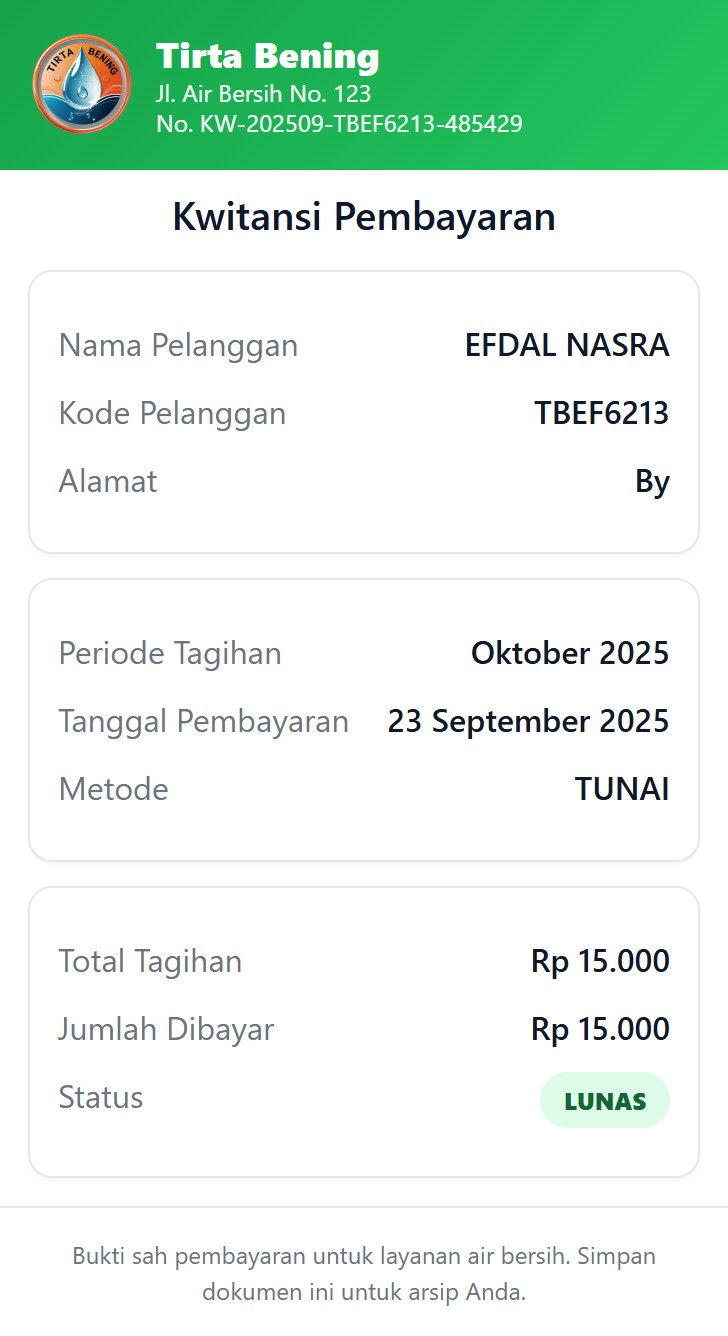 TIRTA BENING
Tirta Bening
Jl. Air Bersih No. 123
No. KW-202509-TBEF6213-485429
Kwitansi Pembayaran
Nama Pelanggan EFDAL NASRA
Kode Pelanggan TBEF6213
Alamat By
Periode Tagihan Oktober 2025
Tanggal Pembayaran 23 September 2025
Metode TUNAI
Total Tagihan Rp 15.000
Jumlah Dibayar Rp 15.000
Status LUNAS
Bukti sah pembayaran untuk layanan air bersih. Simpan
dokumen ini untuk arsip Anda.